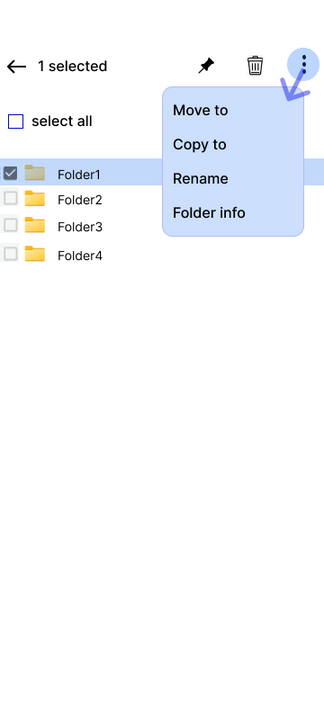 1 selected
select all
Move to
Copy to
Rename
Folder info
Folder1
Folder2
Folder3
Folder4